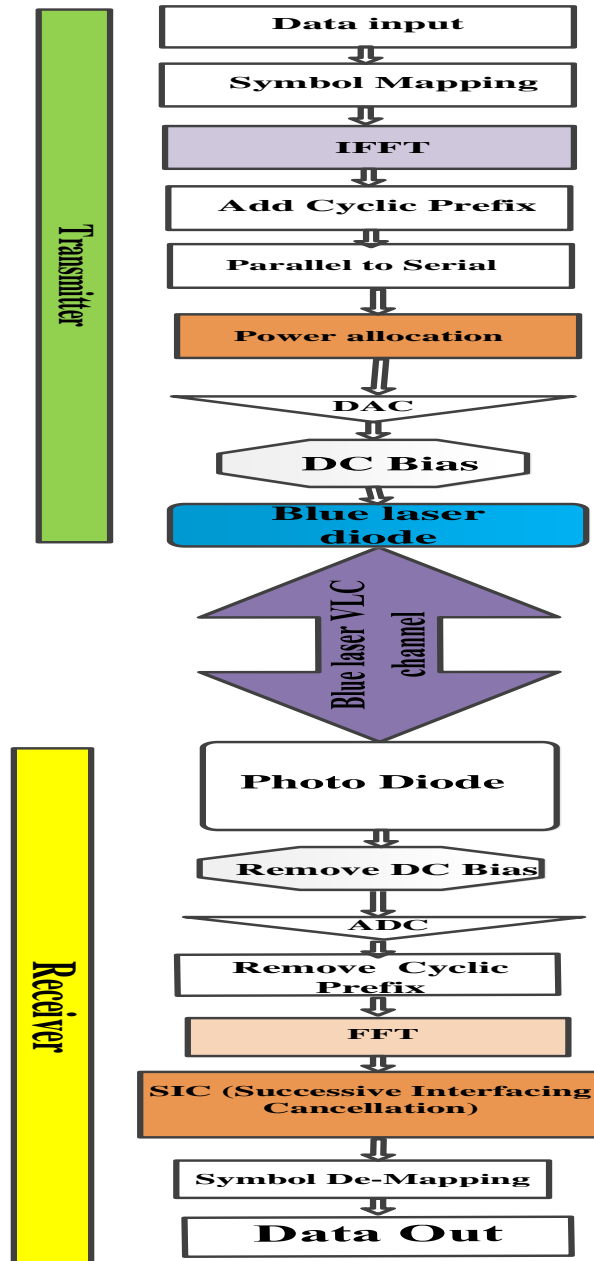 Data input
Symbol Mapping
IFFT
Add Cyclic Prefix
Parallel to Serial
Power allocation
DAC
DC Bias
Blue laser
diode
Transmitter
Blue laser VLC
channel
Photo Diode
Remove DC Bias
ADC
Remove Cyclic
Prefix
FFT
SIC (Successive Interfacing
Cancellation)
Symbol De-Mapping
Data Out
Receiver